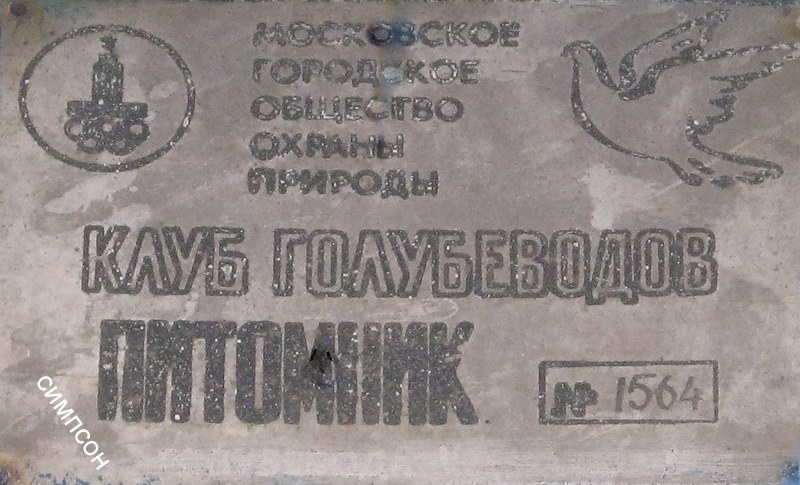 МОСКОВСКОЕ
ГОРОДСКОЕ
ОБЩЕСТВО
ОХРАНЫ
ПРИРОДЫ
КЛУБ ГОЛУБЕВОДОВ
ПИТОМНИК
№ 1564
СИМПСОН